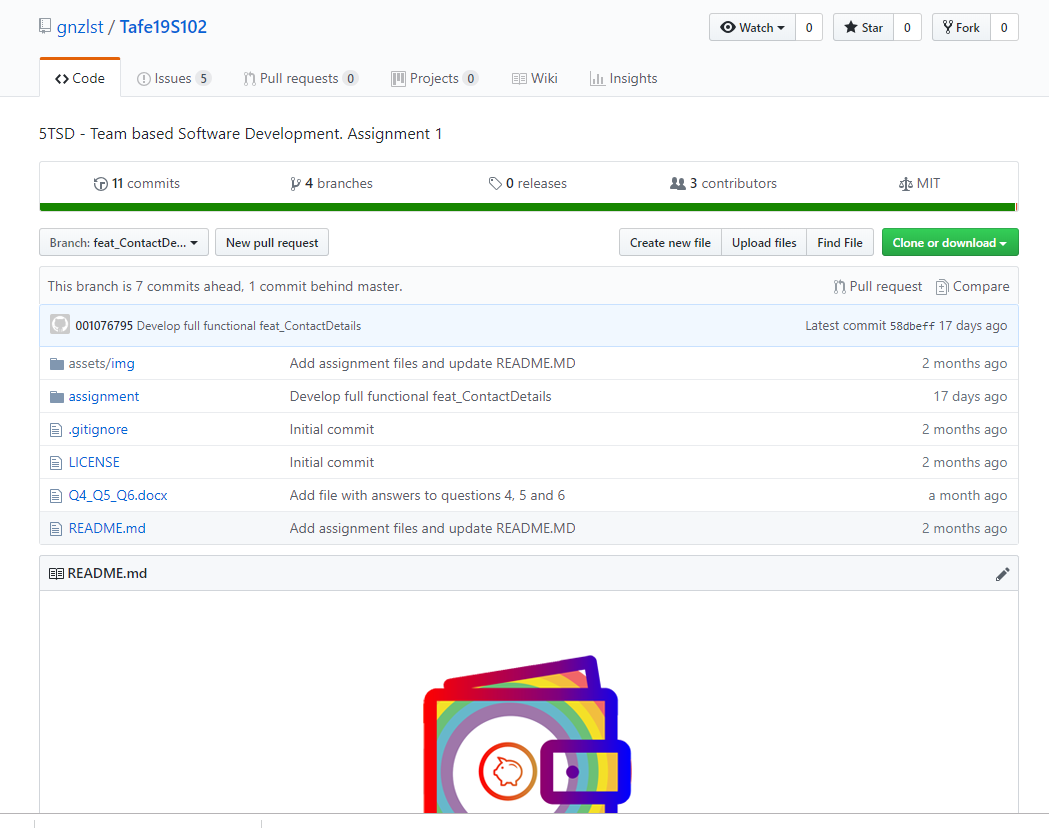 gnzlst / Tafe19S102
Watch 0 Star 0 Fork 0
Code Issues 5 Pull requests 0 Projects 0 Wiki Insights
5TSD - Team based Software Development. Assignment 1
11 commits 4 branches 0 releases 3 contributors MIT
Branch: feat_ContactDe... New pull request Create new file Upload files Find File Clone or download
This branch is 7 commits ahead, 1 commit behind master. Pull request Compare
001076795 Develop full functional feat_ContactDetails Latest commit 58dbeff 17 days ago
assets/img Add assignment files and update README.MD 2 months ago
assignment Develop full functional feat_ContactDetails 17 days ago
.gitignore Initial commit 2 months ago
LICENSE Initial commit 2 months ago
Q4_Q5_Q6.docx Add file with answers to questions 4, 5 and 6 a month ago
README.md Add assignment files and update README.MD 2 months ago
README.md